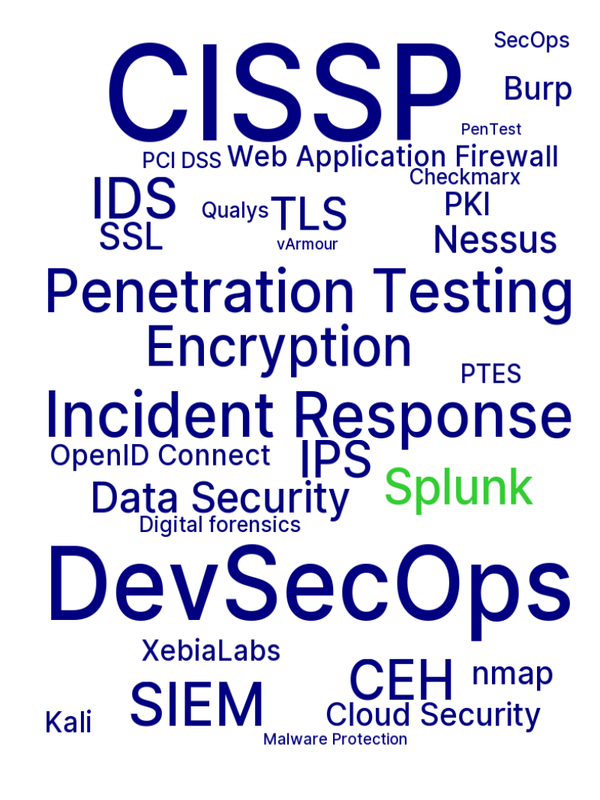 SecOps
CISSP
Burp
PenTest
PCI DSS
Web Application Firewall
Checkmarx
IDS
Qualys
TLS
PKI
SSL
vArmour
Nessus
Penetration Testing
Encryption
PTES
Incident Response
OpenID Connect
IPS
Splunk
Data Security
Digital forensics
DevSecOps
XebiaLabs
CEH
nmap
SIEM
Cloud Security
Kali
Malware Protection